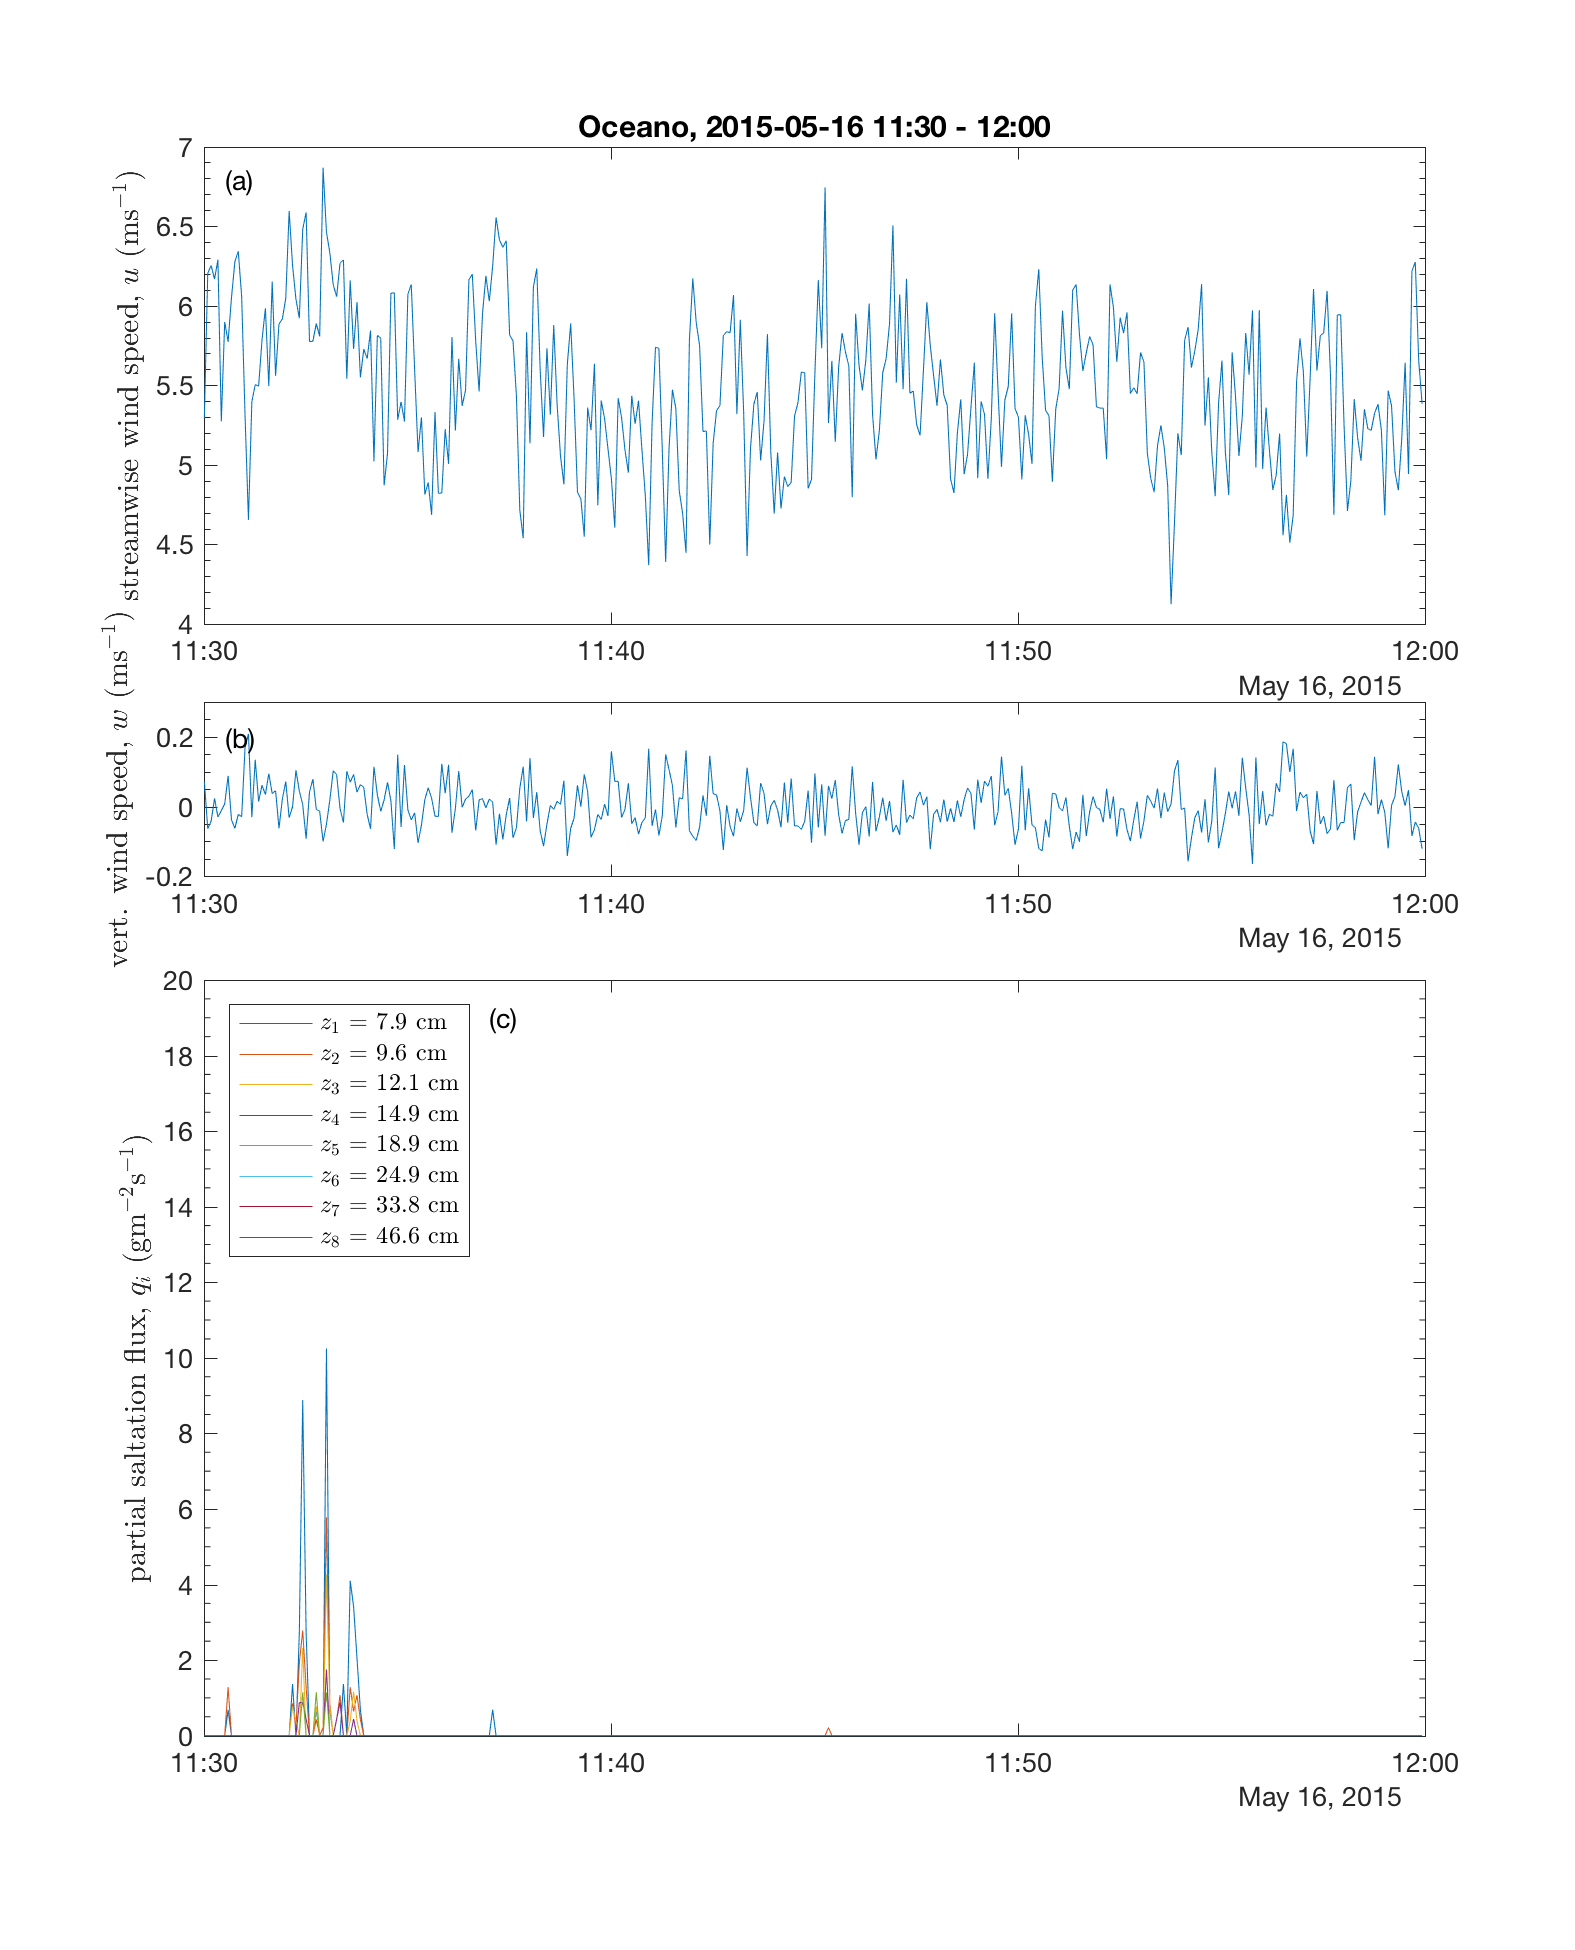 Oceano, 2015-05-16 11:30 - 12:00
streamwise wind speed, u (ms−1)
(a)
7
6.5
6
5.5
5
4.5
4
11:30 11:40 11:50 12:00
May 16, 2015
vert. wind speed, w (ms−1)
(b)
0.2
0
-0.2
11:30 11:40 11:50 12:00
May 16, 2015
partial saltation flux, qi (gm−2s−1)
(c)
20
18
16
14
12
10
8
6
4
2
0
z1 = 7.9 cm
z2 = 9.6 cm
z3 = 12.1 cm
z4 = 14.9 cm
z5 = 18.9 cm
z6 = 24.9 cm
z7 = 33.8 cm
z8 = 46.6 cm
11:30 11:40 11:50 12:00
May 16, 2015